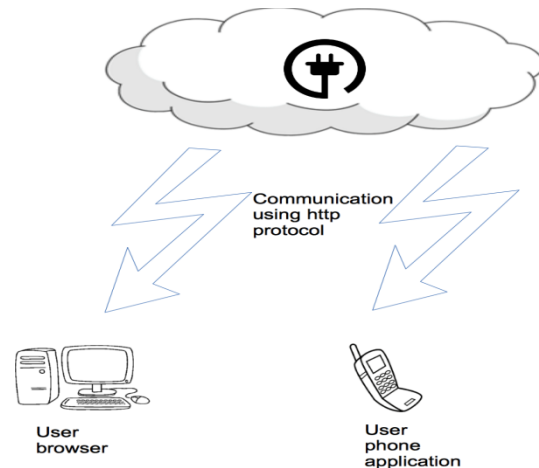 Communication
using http
protocol
User
browser
User
phone
application